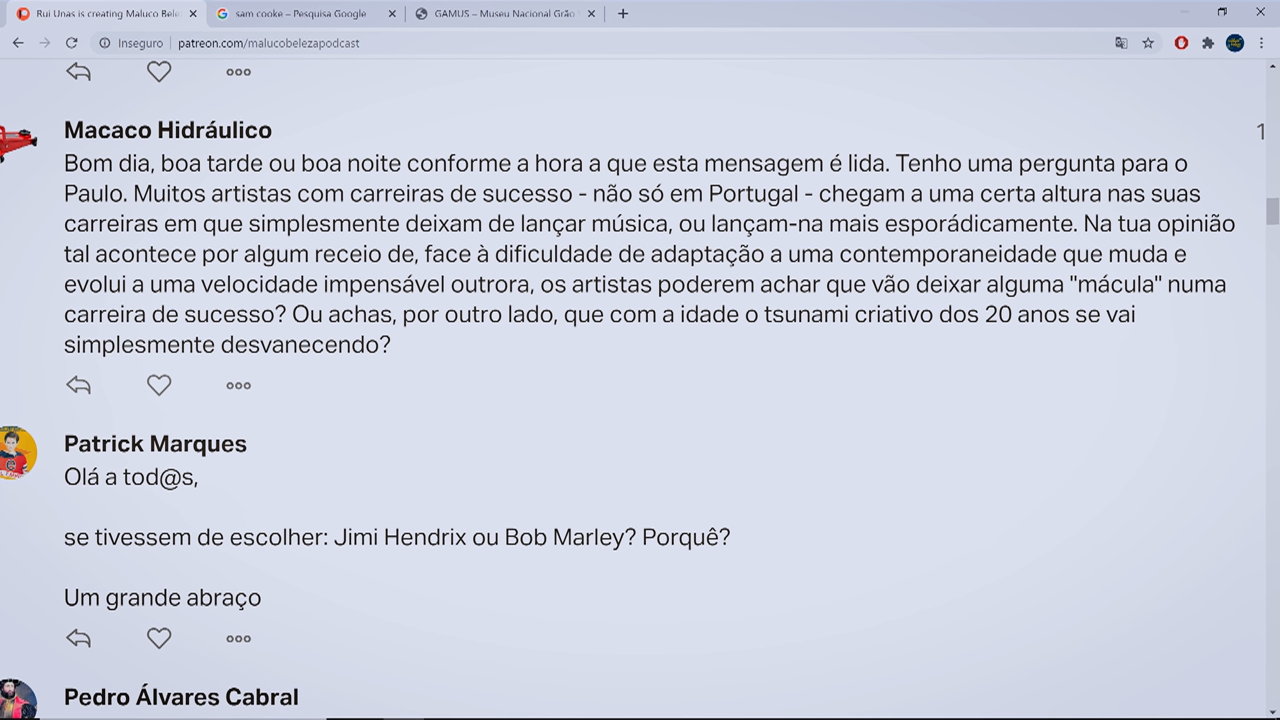 Rui Unas is creating Maluco Bele
sam cooke – Pesquisa Google
GAMUS – Museu Nacional Grão
Inseguro
patreon.com/malucobelezapodcast
Macaco Hidráulico
1
Bom dia, boa tarde ou boa noite conforme a hora a que esta mensagem é lida. Tenho uma pergunta para o
Paulo. Muitos artistas com carreiras de sucesso - não só em Portugal - chegam a uma certa altura nas suas
carreiras em que simplesmente deixam de lançar música, ou lançam-na mais esporádicamente. Na tua opinião
tal acontece por algum receio de, face à dificuldade de adaptação a uma contemporaneidade que muda e
evolui a uma velocidade impensável outrora, os artistas poderem achar que vão deixar alguma "mácula" numa
carreira de sucesso? Ou achas, por outro lado, que com a idade o tsunami criativo dos 20 anos se vai
simplesmente desvanecendo?
Patrick Marques
Olá a tod@s,
se tivessem de escolher: Jimi Hendrix ou Bob Marley? Porquê?
Um grande abraço
Pedro Álvares Cabral